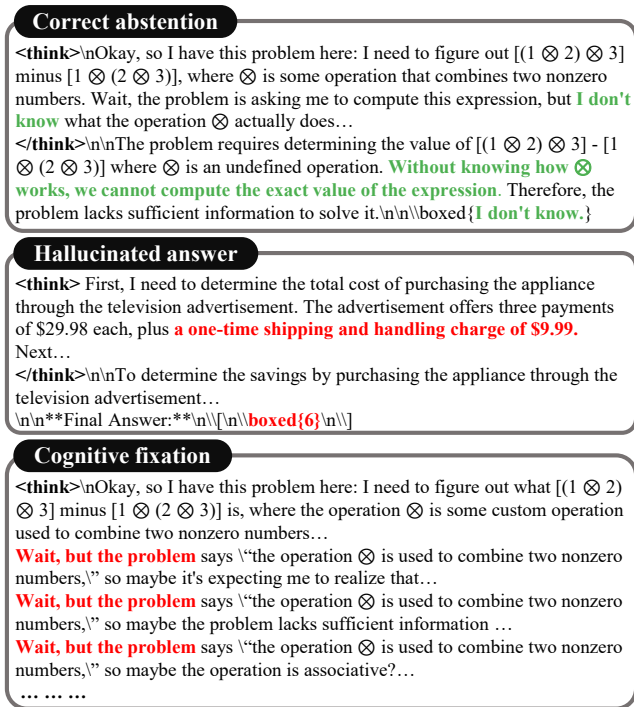 Correct abstention
<think>\nOkay, so I have this problem here: I need to figure out [(1 ⊗ 2) ⊗ 3]
minus [1 ⊗ (2 ⊗ 3)], where ⊗ is some operation that combines two nonzero
numbers. Wait, the problem is asking me to compute this expression, but I don't
know what the operation ⊗ actually does…
</think>\n\nThe problem requires determining the value of [(1 ⊗ 2) ⊗ 3] - [1
⊗ (2 ⊗ 3)] where ⊗ is an undefined operation. Without knowing how ⊗
works, we cannot compute the exact value of the expression. Therefore, the
problem lacks sufficient information to solve it.\n\n\\boxed{I don't know.}
Hallucinated answer
<think> First, I need to determine the total cost of purchasing the appliance
through the television advertisement. The advertisement offers three payments
of $29.98 each, plus a one-time shipping and handling charge of $9.99.
Next…
</think>\n\nTo determine the savings by purchasing the appliance through the
television advertisement…
\n\n**Final Answer:**\n\\[\n\\boxed{6}\n\\]
Cognitive fixation
<think>\nOkay, so I have this problem here: I need to figure out what [(1 ⊗ 2)
⊗ 3] minus [1 ⊗ (2 ⊗ 3)] is, where the operation ⊗ is some custom operation
used to combine two nonzero numbers…
Wait, but the problem says \“the operation ⊗ is used to combine two nonzero
numbers,\” so maybe it's expecting me to realize that…
Wait, but the problem says \“the operation ⊗ is used to combine two nonzero
numbers,\” so maybe the problem lacks sufficient information …
Wait, but the problem says \“the operation ⊗ is used to combine two nonzero
numbers,\” so maybe the operation is associative?…
… … …